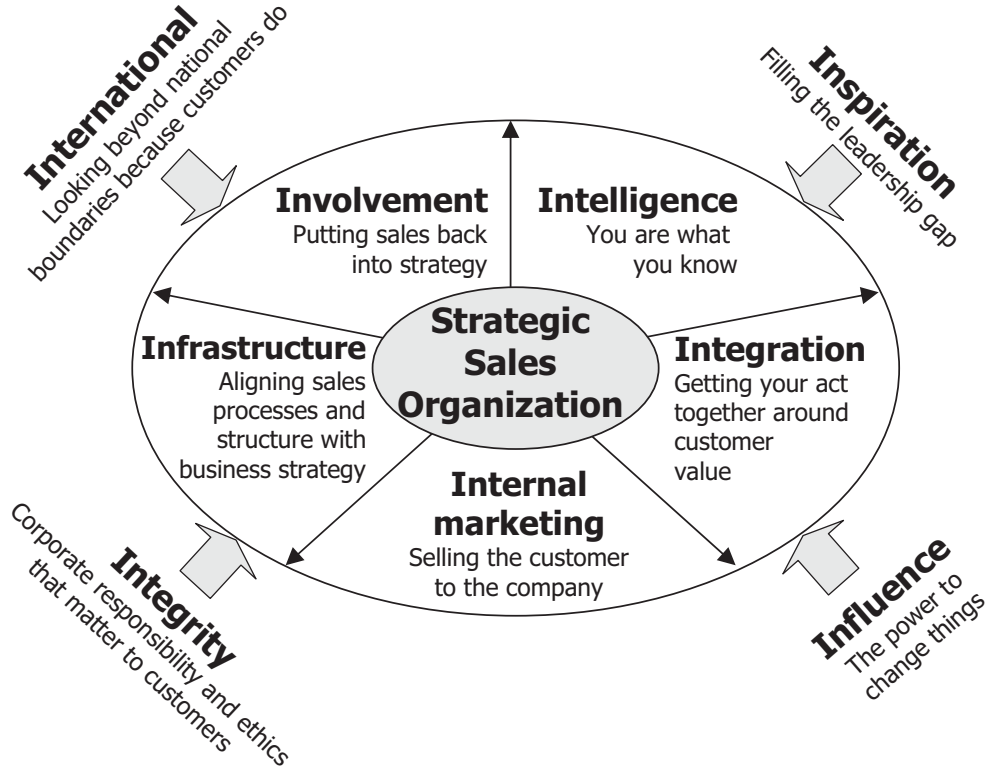 International
Looking beyond national
boundaries because customers do
Inspiration
Filling the leadership gap
Involvement
Putting sales back
into strategy
Intelligence
You are what
you know
Strategic
Sales
Organization
Infrastructure
Aligning sales
processes and
structure with
business strategy
Integration
Getting your act
together around
customer
value
Internal
marketing
Selling the customer
to the company
Integrity
Corporate responsibility and ethics
that matter to customers
Influence
The power to
change things